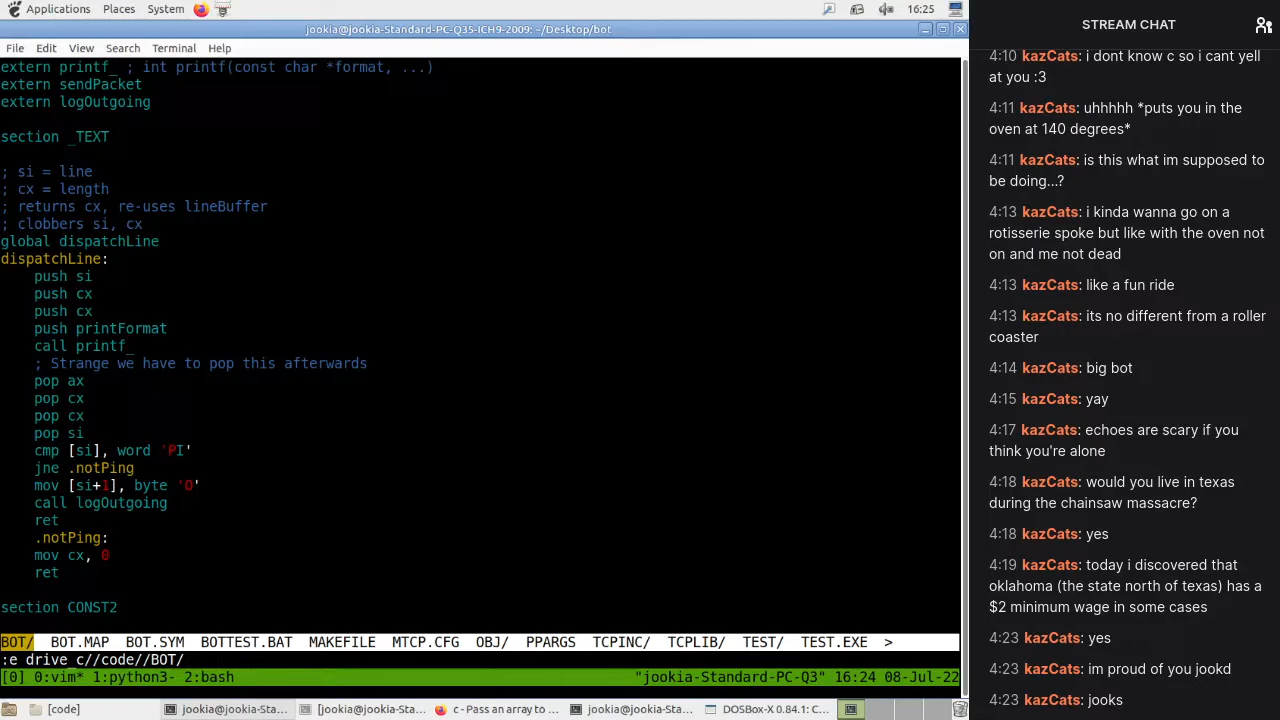 Applications Places System 16:25
jookia@jookia-Standard-PC-Q35-ICH9-2009: ~/Desktop/bot
File Edit View Search Terminal Help
extern printf_ ; int printf(const char *format, ...)
extern sendPacket
extern logOutgoing
section _TEXT
; si = line
; cx = length
; returns cx, re-uses lineBuffer
; clobbers si, cx
global dispatchLine
dispatchLine:
push si
push cx
push cx
push printFormat
call printf_
; Strange we have to pop this afterwards
pop ax
pop cx
pop cx
pop si
cmp [si], word 'PI'
jne .notPing
mov [si+1], byte 'O'
call logOutgoing
ret
.notPing:
mov cx, 0
ret
section CONST2
BOT/ BOT.MAP BOT.SYM BOTTEST.BAT MAKEFILE MTCP.CFG OBJ/ PPARGS TCPINC/ TCPLIB/ TEST/ TEST.EXE >
:e drive_c//code//BOT/
[0] 0:vim* 1:python3- 2:bash "jookia-Standard-PC-Q3" 16:24 08-Jul-22
[code] jookia@jookia-Sta... [jookia@jookia-Sta... c - Pass an array to ... jookia@jookia-Sta... DOSBox-X 0.84.1: C...
STREAM CHAT
4:10 kazCats: i dont know c so i cant yell
at you :3
4:11 kazCats: uhhhhh *puts you in the
oven at 140 degrees*
4:11 kazCats: is this what im supposed to
be doing...?
4:13 kazCats: i kinda wanna go on a
rotisserie spoke but like with the oven not
on and me not dead
4:13 kazCats: like a fun ride
4:13 kazCats: its no different from a roller
coaster
4:14 kazCats: big bot
4:15 kazCats: yay
4:17 kazCats: echoes are scary if you
think you're alone
4:18 kazCats: would you live in texas
during the chainsaw massacre?
4:18 kazCats: yes
4:19 kazCats: today i discovered that
oklahoma (the state north of texas) has a
$2 minimum wage in some cases
4:23 kazCats: yes
4:23 kazCats: im proud of you jookd
4:23 kazCats: jooks